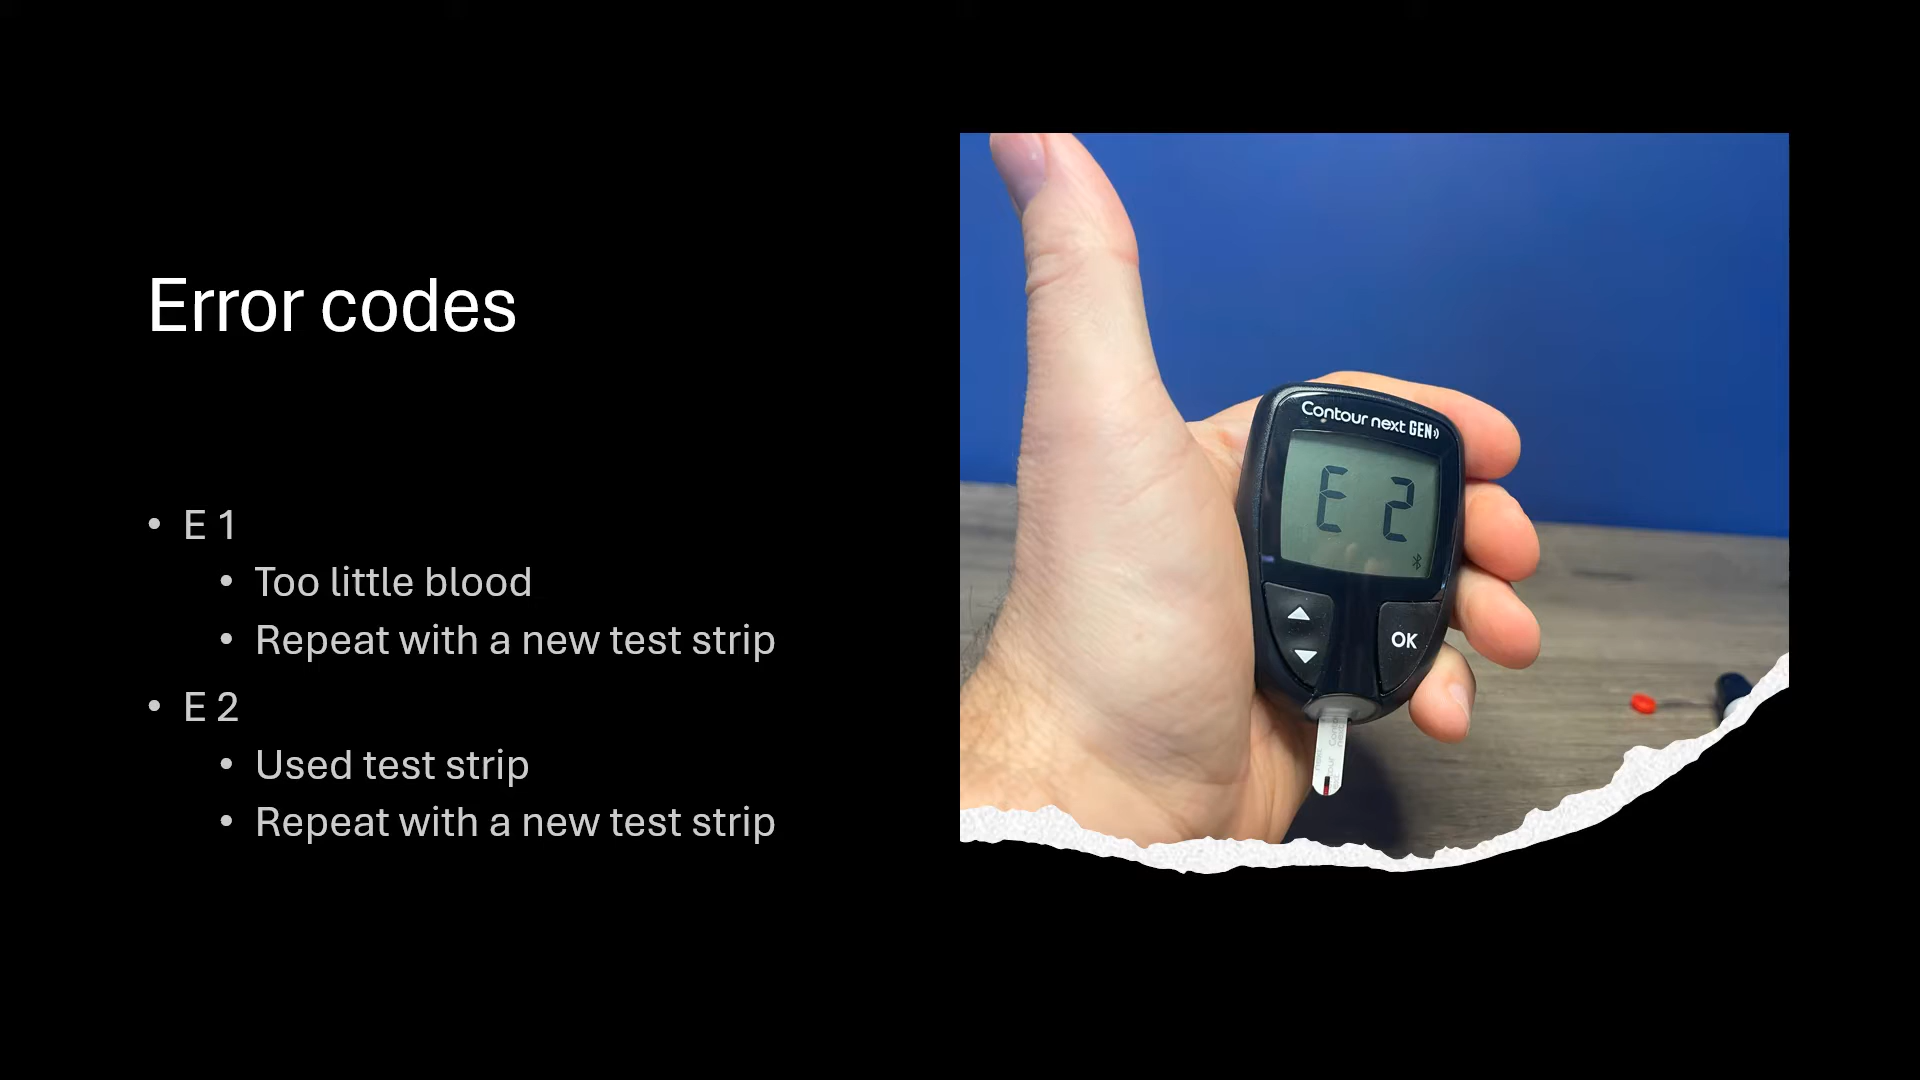 Error codes
• E 1
• Too little blood
• Repeat with a new test strip
• E 2
• Used test strip
• Repeat with a new test strip
Contour next GEN
E 2
OK